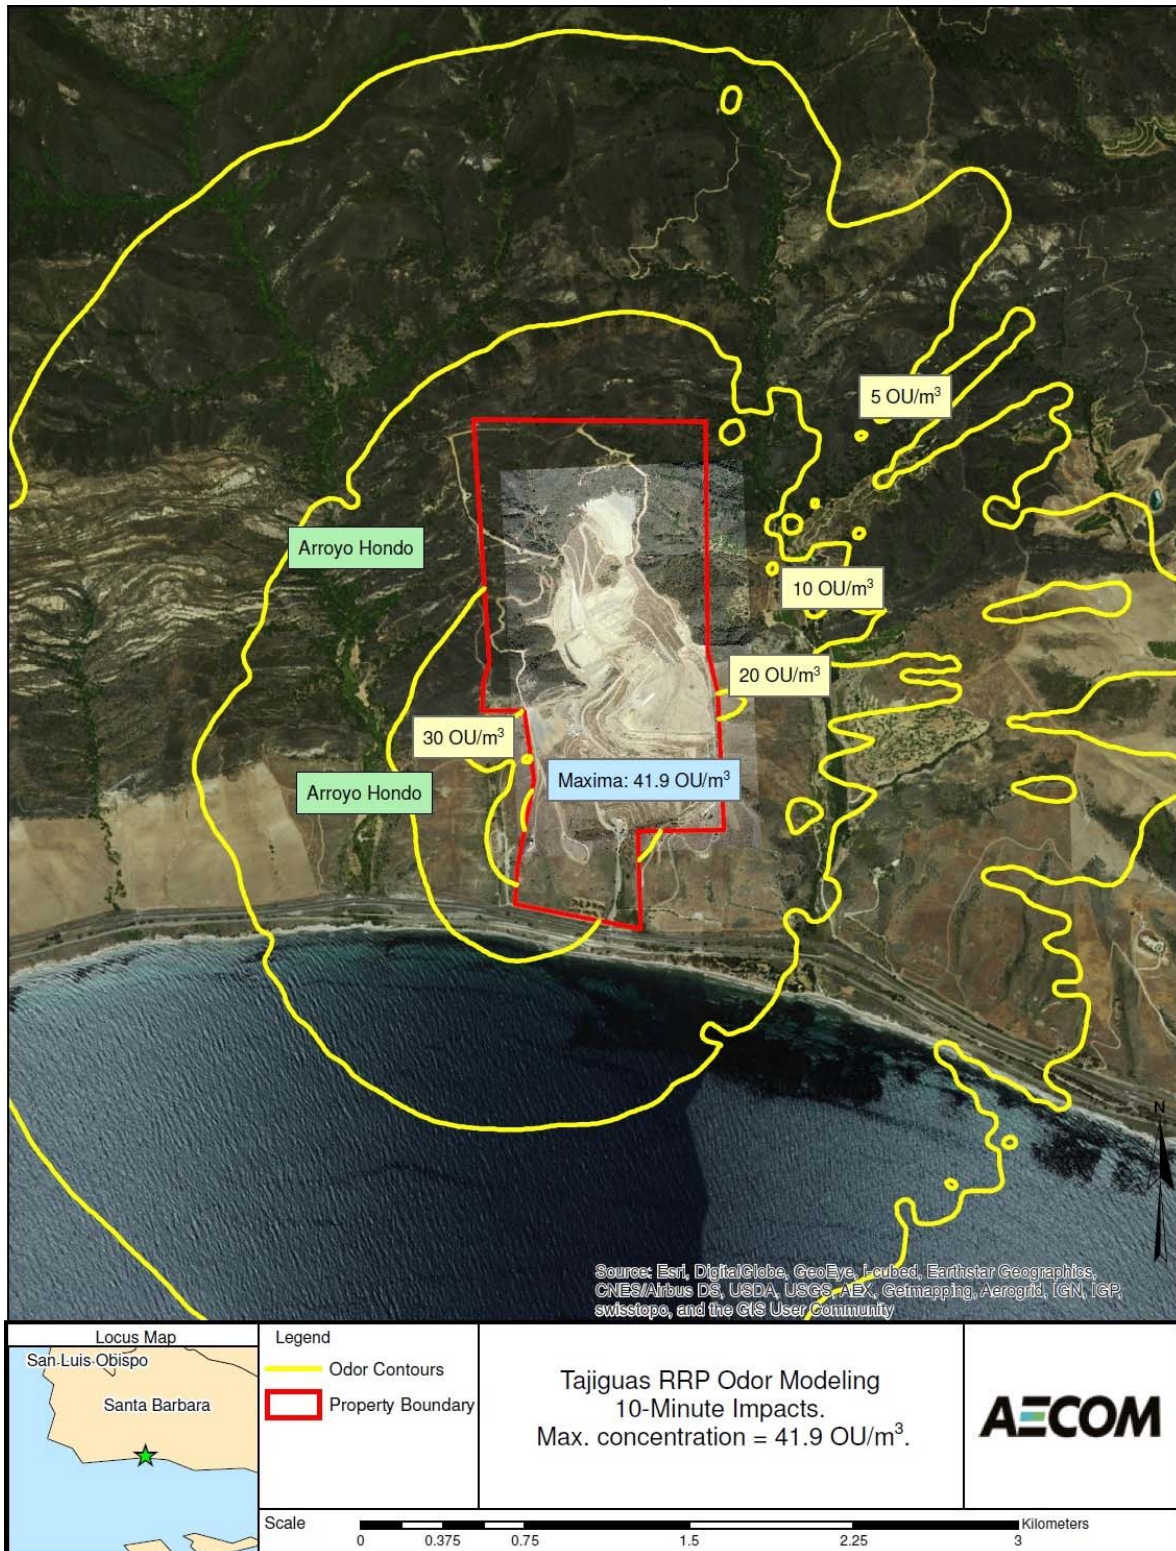 5 OU/m³
Arroyo Hondo
10 OU/m³
20 OU/m³
30 OU/m³
Maxima: 41.9 OU/m³
Arroyo Hondo
N
Source: Esri, DigitalGlobe, GeoEye, i-cubed, Earthstar Geographics,
CNES/Airbus DS, USDA, USGS, AEX, Getmapping, Aerogrid, IGN, IGP,
swisstopo, and the GIS User Community
Locus Map
San Luis Obispo
Santa Barbara
Legend
Odor Contours
Property Boundary
Tajiguas RRP Odor Modeling
10-Minute Impacts.
Max. concentration = 41.9 OU/m³.
AECOM
Scale
Kilometers
0 0.375 0.75 1.5 2.25 3